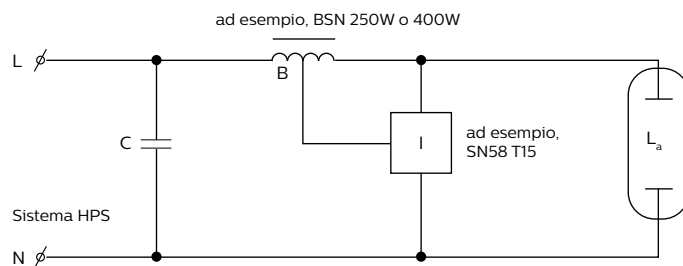 ad esempio, BSN 250W o 400W
L
B
C
I
ad esempio,
SN58 T15
La
Sistema HPS
N